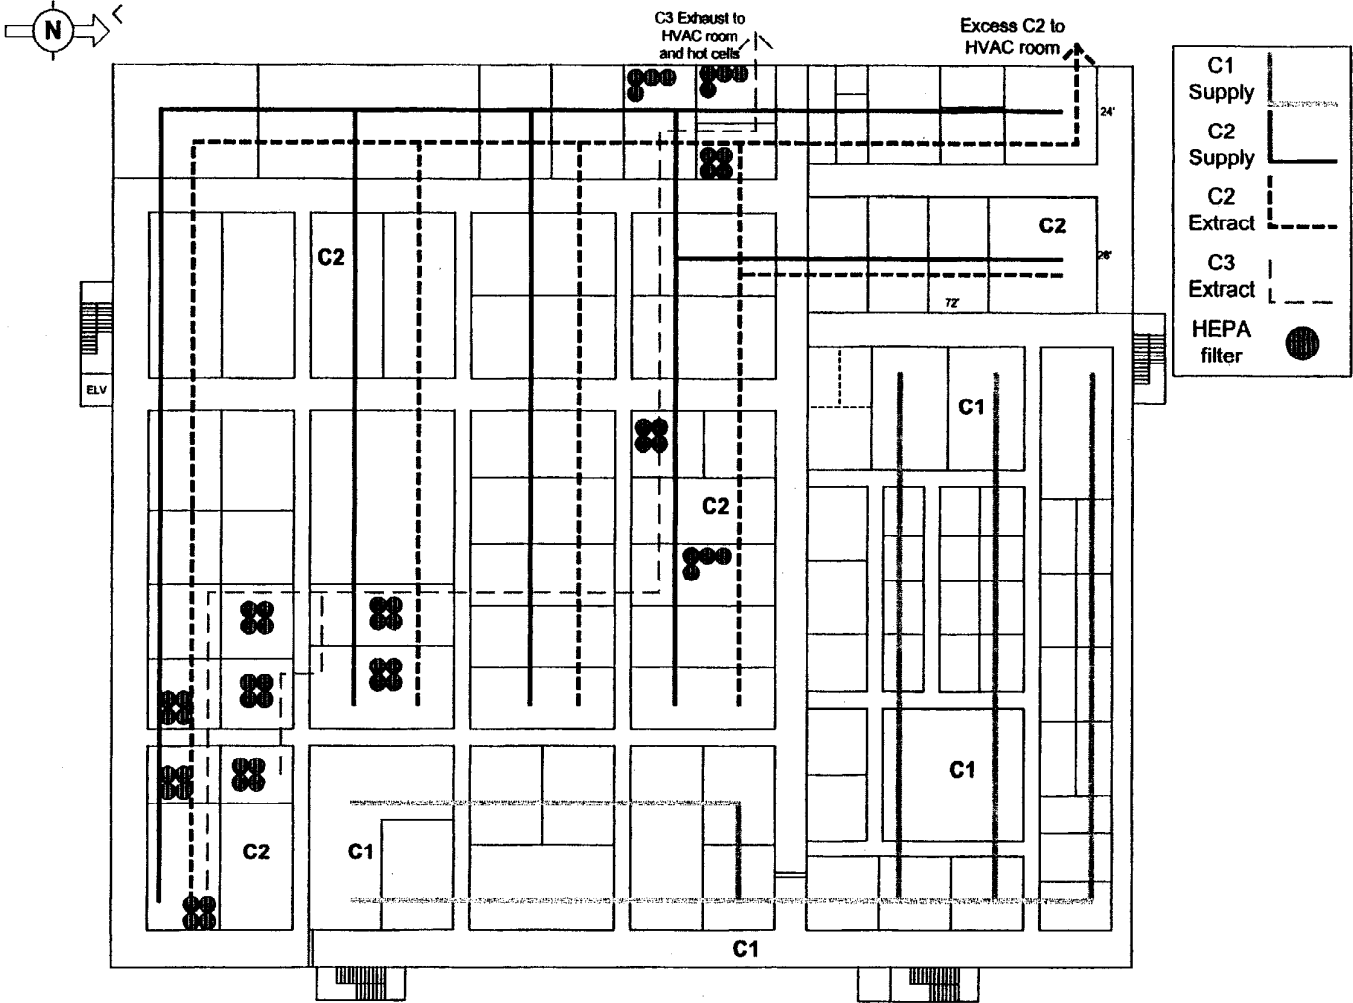 N
C3 Exhaust to
HVAC room
and hot cells
Excess C2 to
HVAC room
C1
Supply
C2
Supply
C2
Extract
C3
Extract
HEPA
filter
24'
C2
C2
28'
72'
ELV
C1
C2
C1
C2
C1
C1